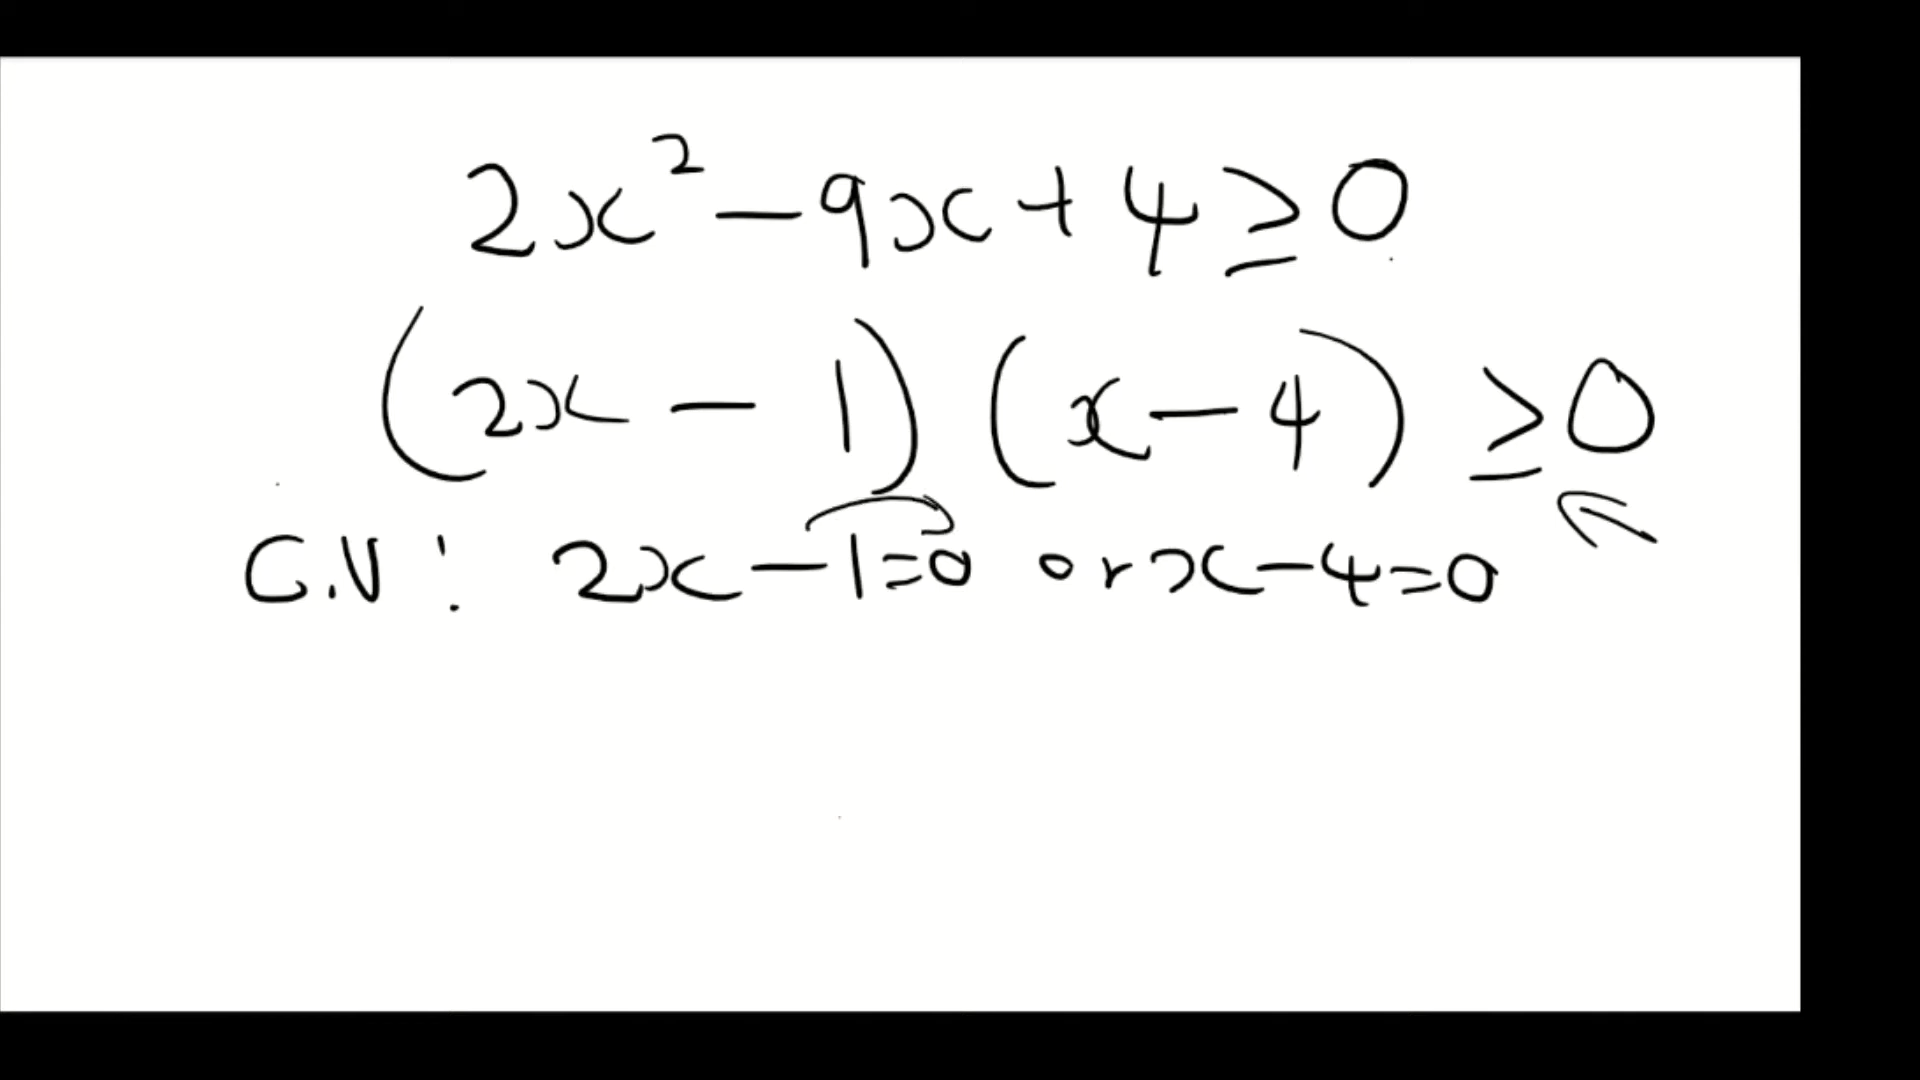 2x² - 9x + 4 ≥ 0
(2x - 1) (x - 4) ≥ 0
C.V : 2x - 1 = 0 or x - 4 = 0